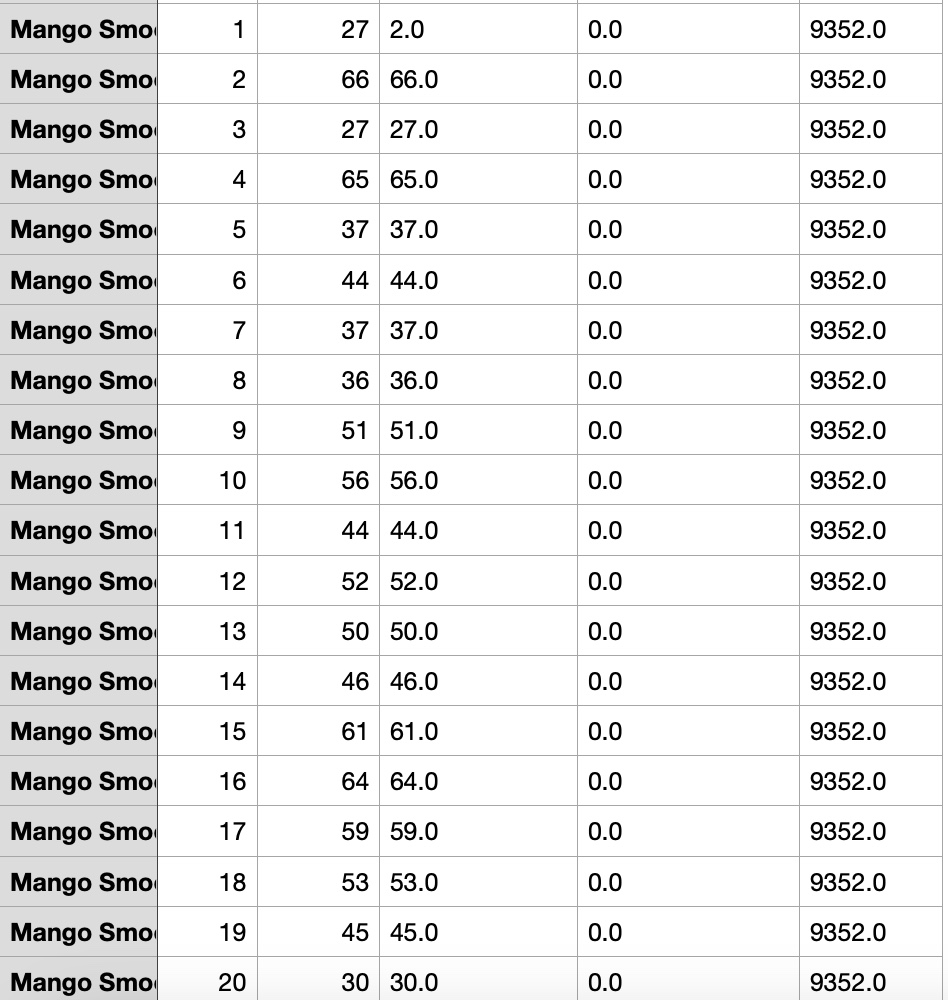 Mango Smo 1 27 2.0 0.0 9352.0
Mango Smo 2 66 66.0 0.0 9352.0
Mango Smo 3 27 27.0 0.0 9352.0
Mango Smo 4 65 65.0 0.0 9352.0
Mango Smo 5 37 37.0 0.0 9352.0
Mango Smo 6 44 44.0 0.0 9352.0
Mango Smo 7 37 37.0 0.0 9352.0
Mango Smo 8 36 36.0 0.0 9352.0
Mango Smo 9 51 51.0 0.0 9352.0
Mango Smo 10 56 56.0 0.0 9352.0
Mango Smo 11 44 44.0 0.0 9352.0
Mango Smo 12 52 52.0 0.0 9352.0
Mango Smo 13 50 50.0 0.0 9352.0
Mango Smo 14 46 46.0 0.0 9352.0
Mango Smo 15 61 61.0 0.0 9352.0
Mango Smo 16 64 64.0 0.0 9352.0
Mango Smo 17 59 59.0 0.0 9352.0
Mango Smo 18 53 53.0 0.0 9352.0
Mango Smo 19 45 45.0 0.0 9352.0
Mango Smo 20 30 30.0 0.0 9352.0